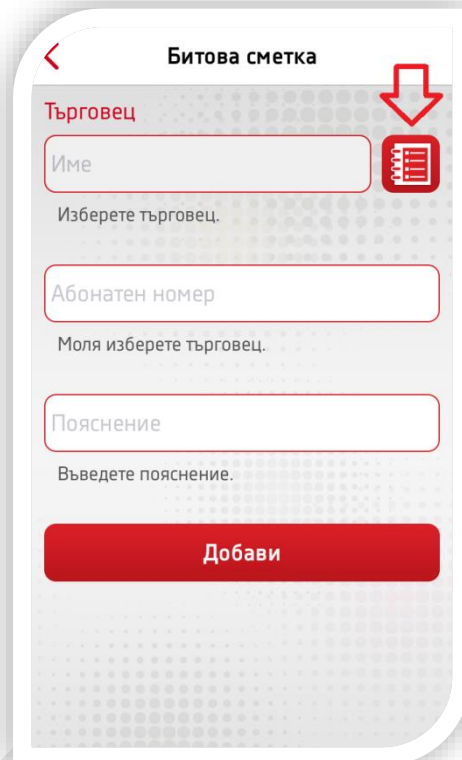 Битова сметка
Търговец
Име
Изберете търговец.
Абонатен номер
Моля изберете търговец.
Пояснение
Въведете пояснение.
Добави